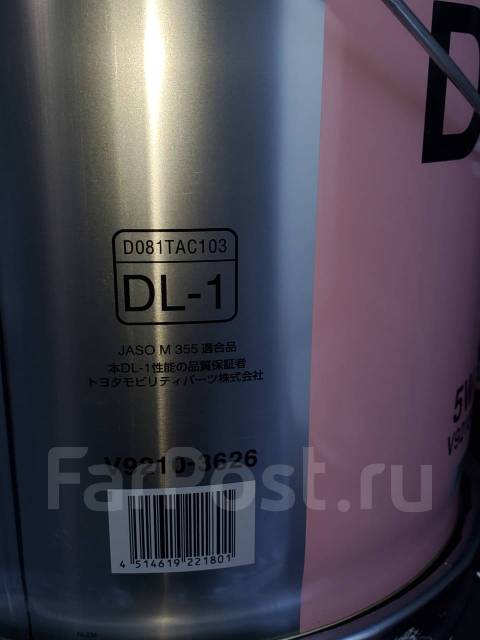 D
D081TAC103
DL-1
JASO M 355 適合品
本DL-1性能の品質保証者
トヨタモビリティパーツ株式会社
5W
V9210
V9210-3626
FarPost.ru
4 514619 221801